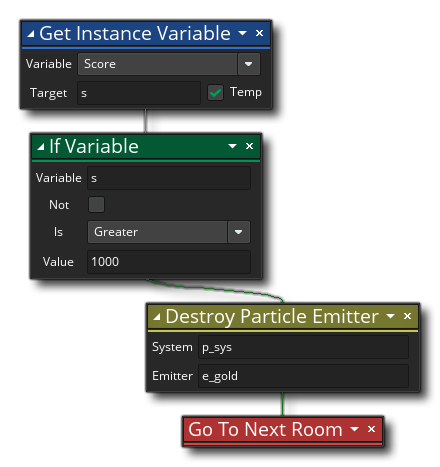 Get Instance Variable
Variable Score
Target s Temp
If Variable
Variable s
Not
Is Greater
Value 1000
Destroy Particle Emitter
System p_sys
Emitter e_gold
Go To Next Room